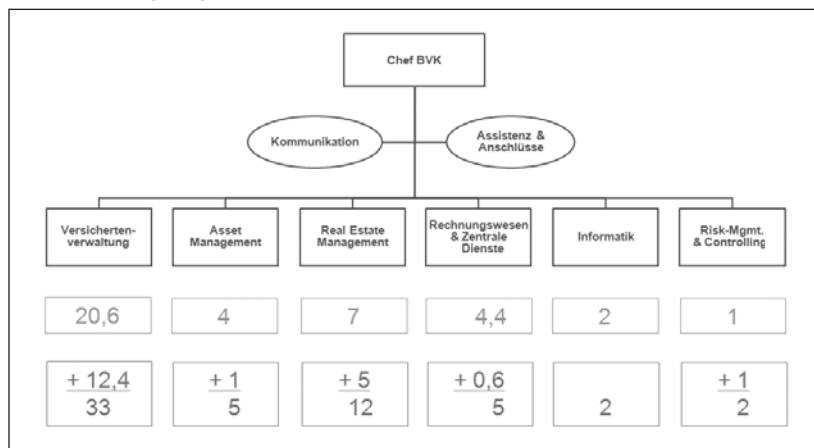 Chef BVK
Kommunikation
Assistenz &
Anschlüsse
Versicherten-
verwaltung
Asset
Management
Real Estate
Management
Rechnungswesen
& Zentrale
Dienste
Informatik
Risk-Mgmt.
& Controlling
20,6
4
7
4,4
2
1
+ 12,4
33
+ 1
5
+ 5
12
+ 0,6
5
2
+ 1
2